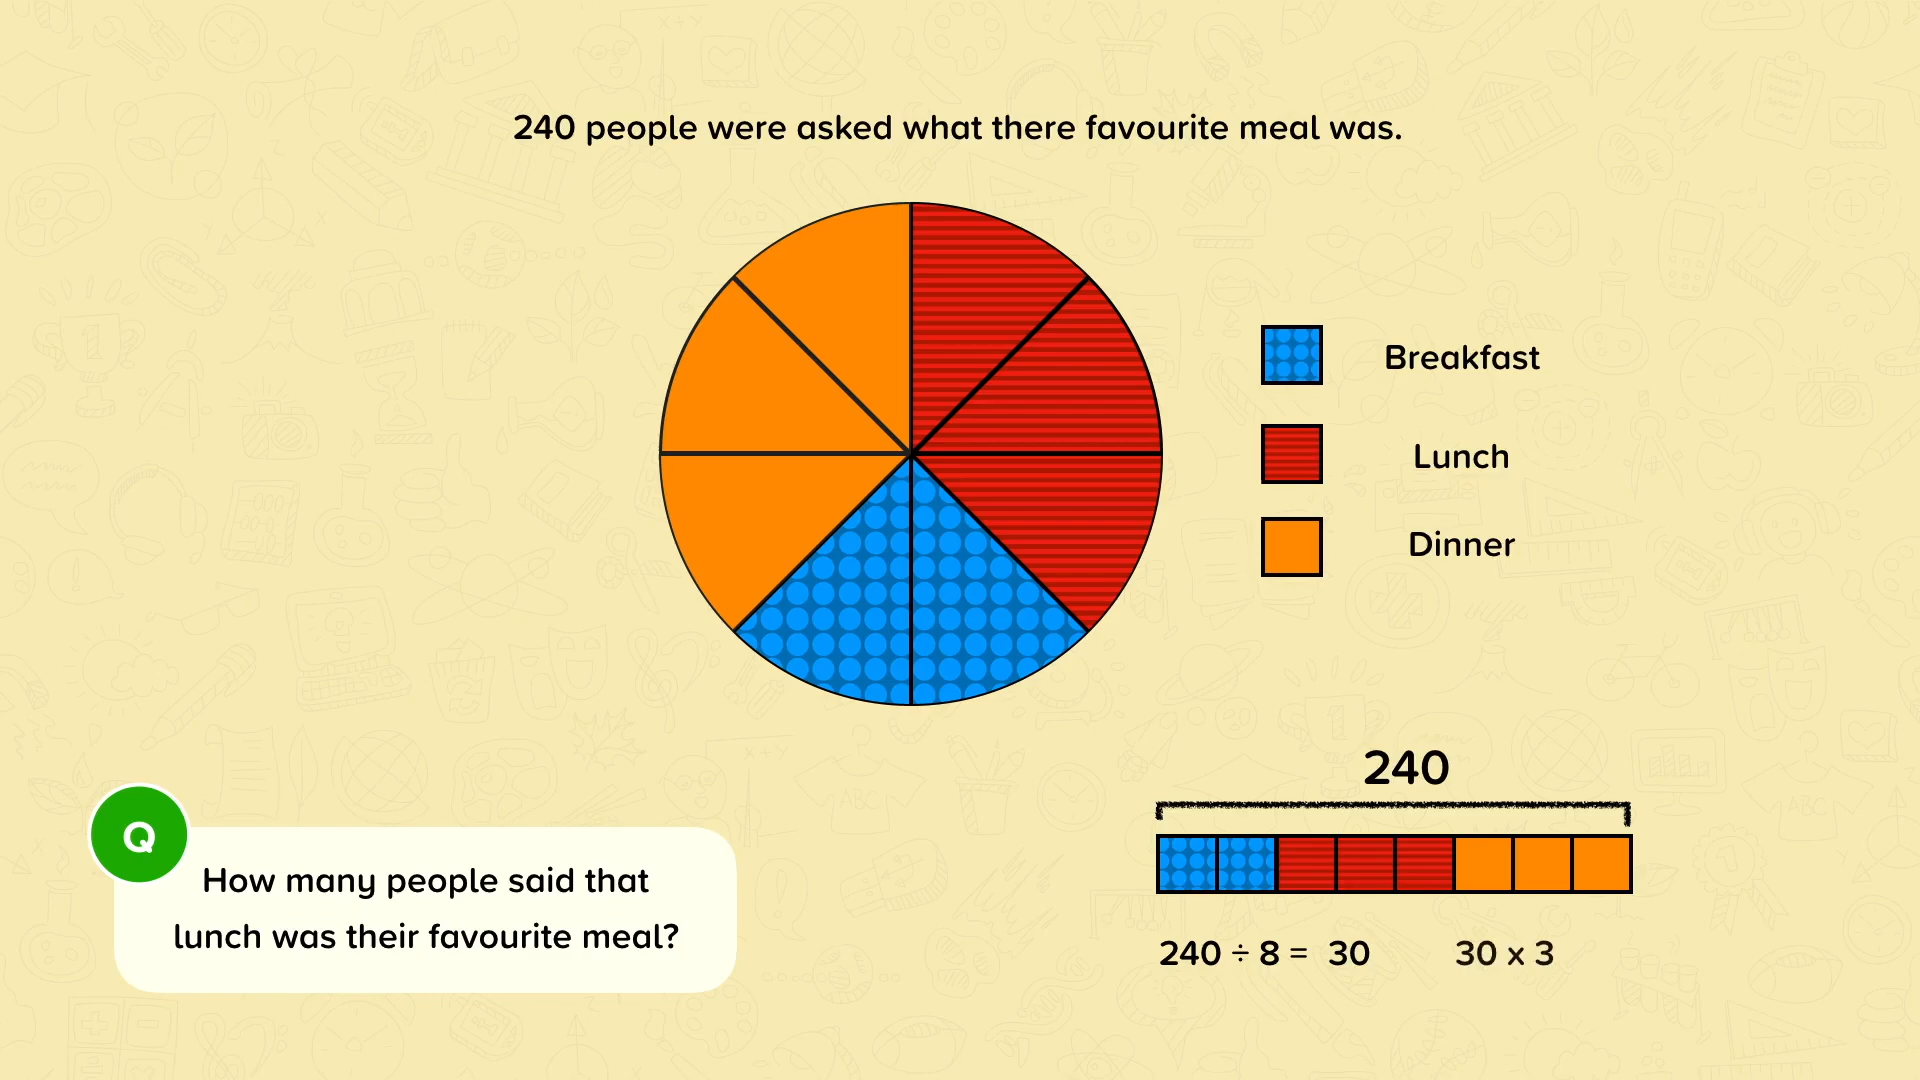 240 people were asked what there favourite meal was.
Breakfast
Lunch
Dinner
240
Q
How many people said that
lunch was their favourite meal?
240 ÷ 8 = 30
30 x 3